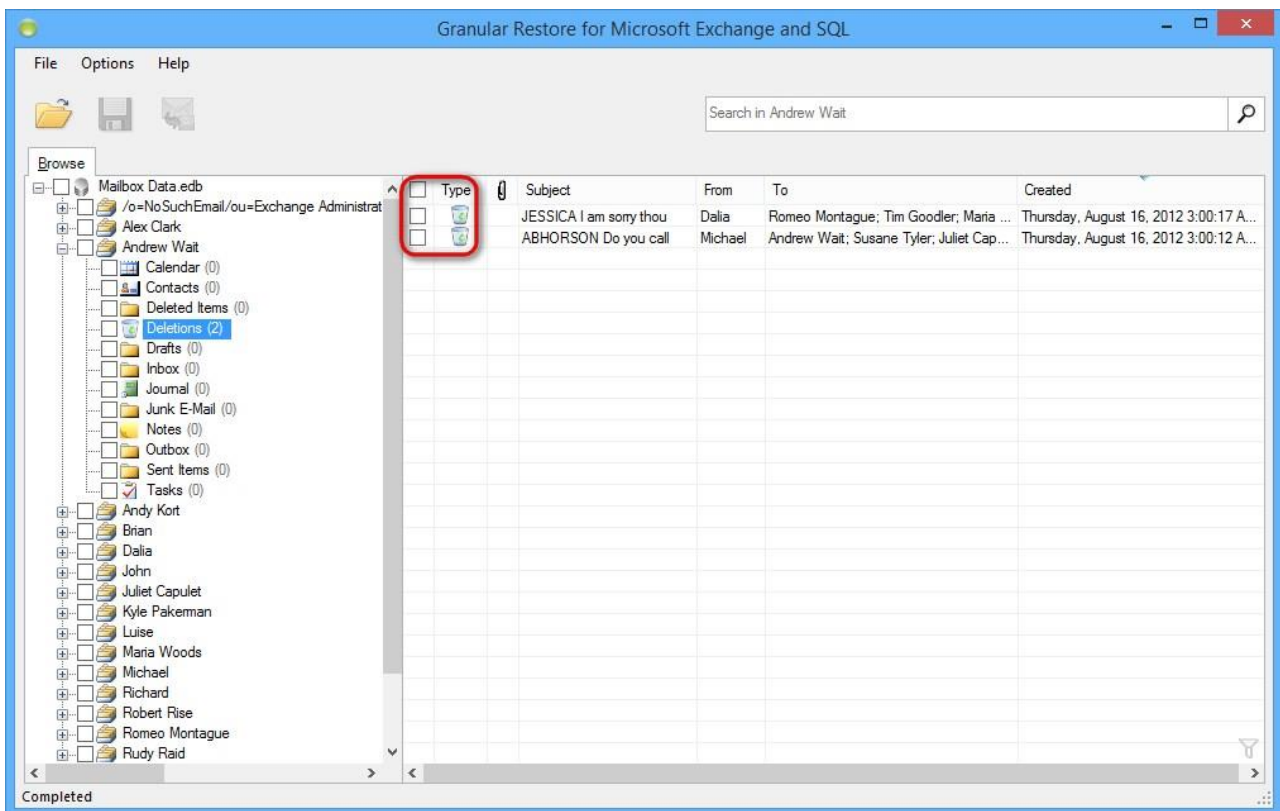 Granular Restore for Microsoft Exchange and SQL
File Options Help
Search in Andrew Wait
Browse
Mailbox Data.edb
/o=NoSuchEmail/ou=Exchange Administrat
Alex Clark
Andrew Wait
Calendar (0)
Contacts (0)
Deleted Items (0)
Deletions (2)
Drafts (0)
Inbox (0)
Journal (0)
Junk E-Mail (0)
Notes (0)
Outbox (0)
Sent Items (0)
Tasks (0)
Andy Kort
Brian
Dalia
John
Juliet Capulet
Kyle Pakerman
Luise
Maria Woods
Michael
Richard
Robert Rise
Romeo Montague
Rudy Raid
Type Subject From To Created
JESSICA I am sorry thou Dalia Romeo Montague; Tim Goodler; Maria ... Thursday, August 16, 2012 3:00:17 A...
ABHORSON Do you call Michael Andrew Wait; Susane Tyler; Juliet Cap... Thursday, August 16, 2012 3:00:12 A...
Completed